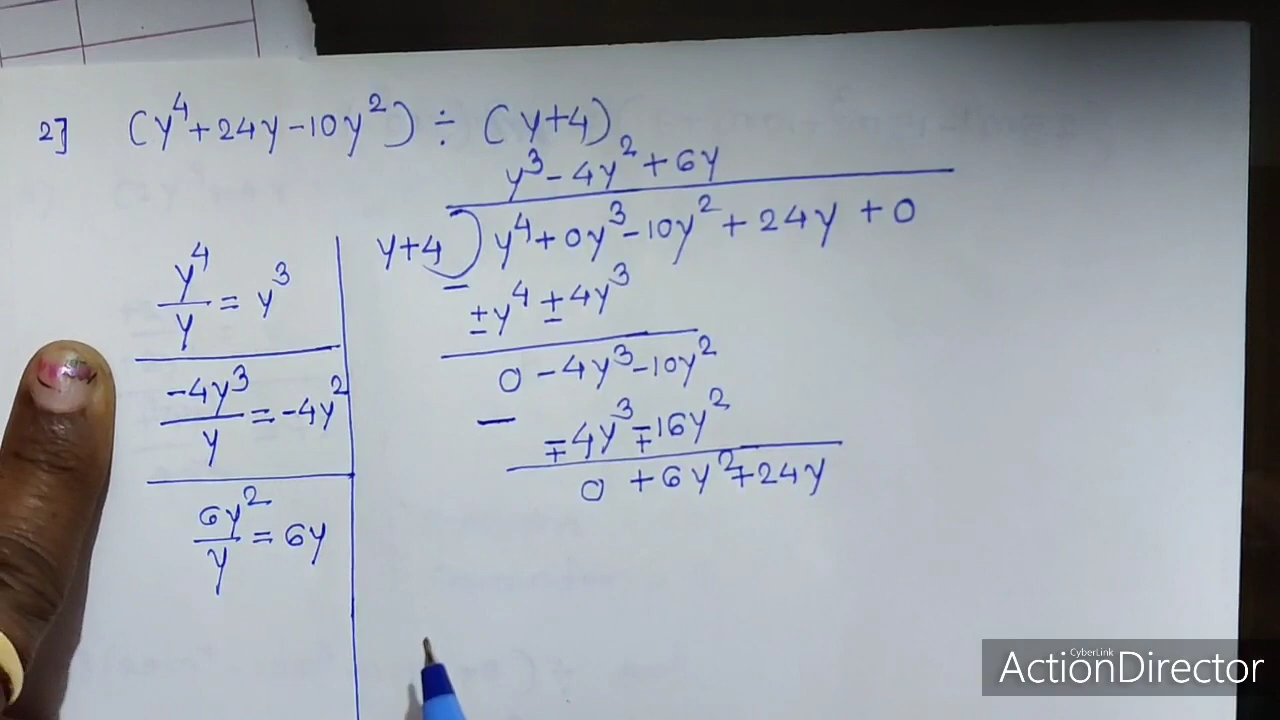 2] (y⁴+24y-10y²) ÷ (y+4)
y³-4y²+6y
y+4 ) y⁴+0y³-10y²+24y+0
- ±y⁴±4y³
0-4y³-10y²
- ∓4y³∓16y²
0+6y²+24y
y⁴/y = y³
-4y³/y = -4y²
6y²/y = 6y
CyberLink
ActionDirector